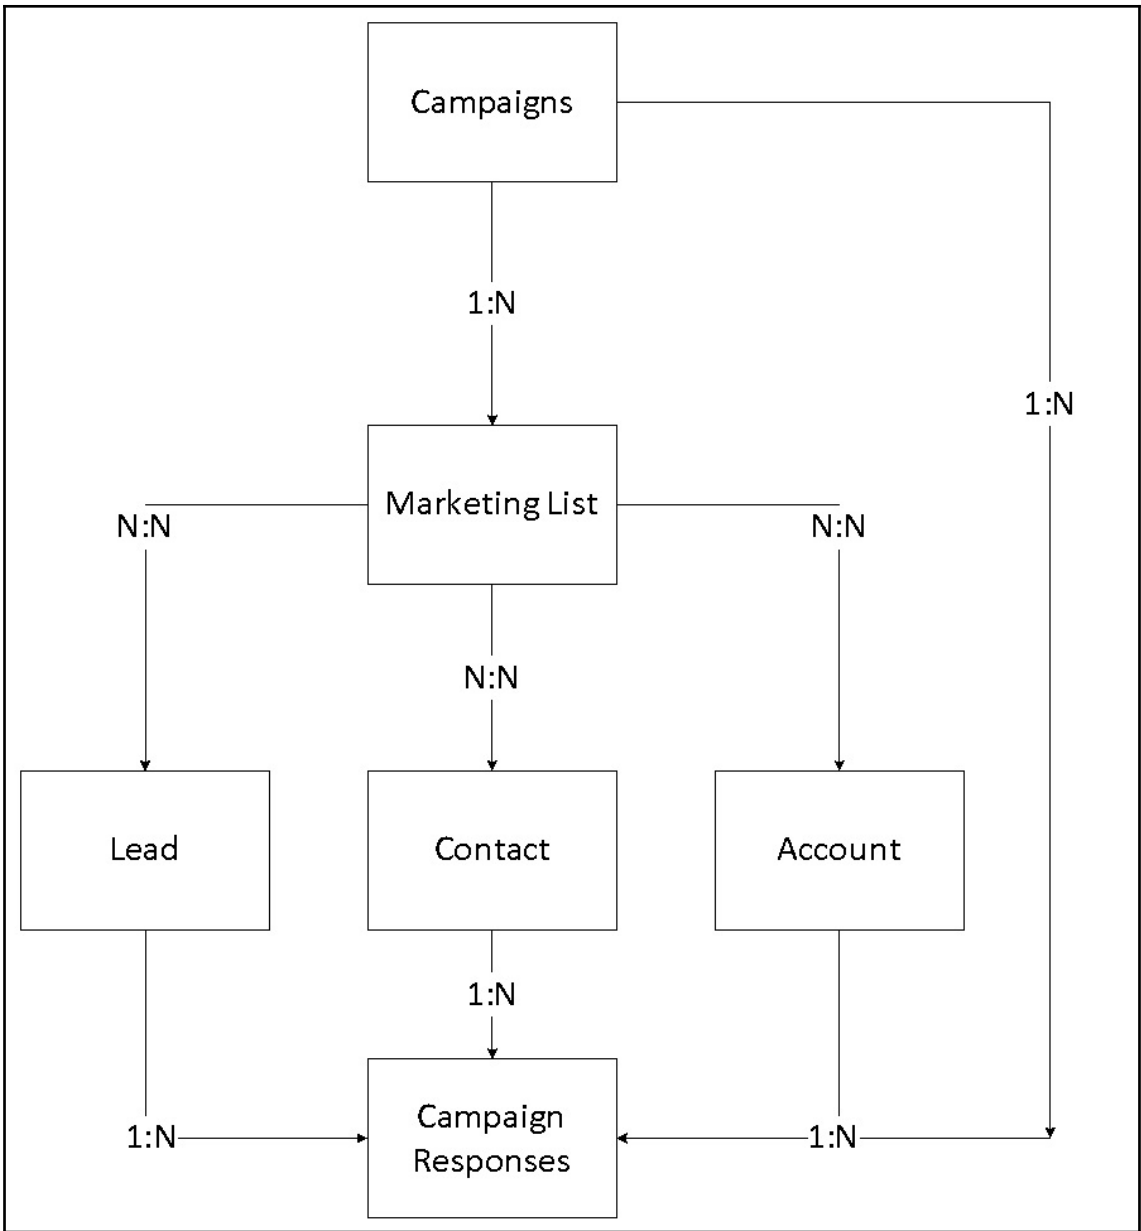 Campaigns
1:N
1:N
Marketing List
N:N
N:N
N:N
Lead
Contact
Account
1:N
Campaign
Responses
1:N
1:N